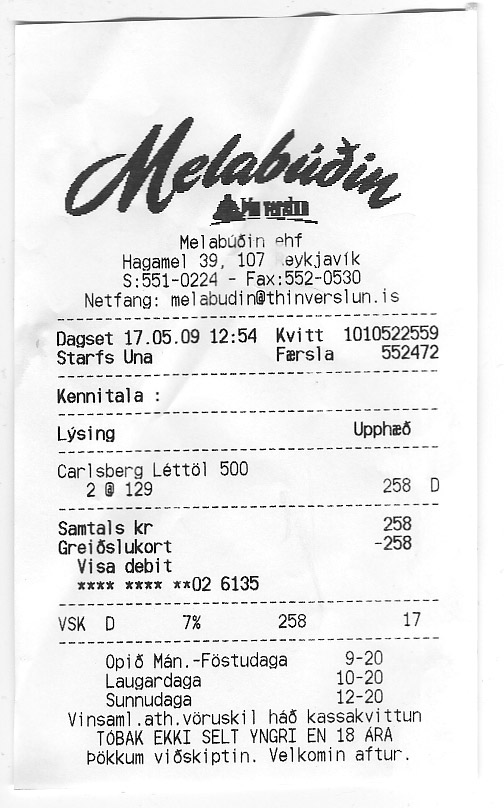 Melabúðin
Þín verslun
Melabúðin ehf
Hagamel 39, 107 Reykjavík
S:551-0224 - Fax:552-0530
Netfang: melabudin@thinverslun.is
Dagset 17.05.09 12:54 Kvitt 1010522559
Starfs Una Færsla 552472
Kennitala :
Lýsing Upphæð
Carlsberg Léttöl 500
2 @ 129 258 D
Samtals kr 258
Greiðslukort -258
Visa debit
**** **** **02 6135
VSK D 7% 258 17
Opið Mán.-Föstudaga 9-20
Laugardaga 10-20
Sunnudaga 12-20
Vinsaml.ath.vöruskil háð kassakvittun
TÓBAK EKKI SELT YNGRI EN 18 ÁRA
Þökkum viðskiptin. Velkomin aftur.